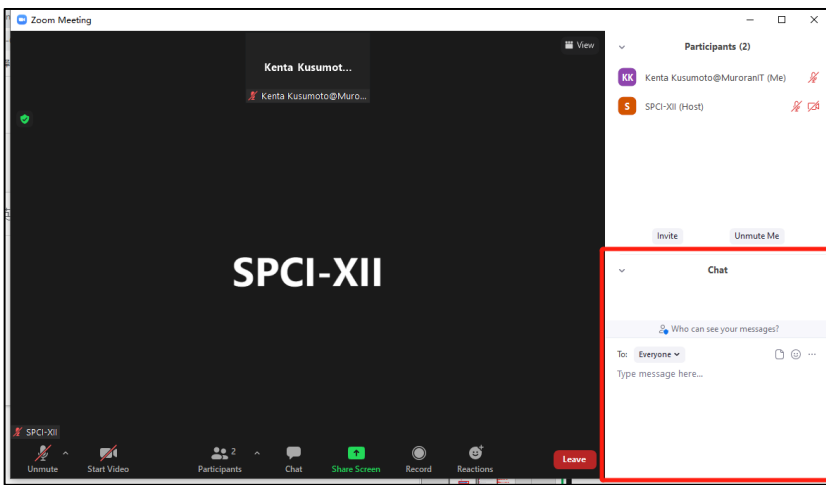 Zoom Meeting
View
Kenta Kusumot...
Kenta Kusumoto@Muro...
SPCI-XII
SPCI-XII
Unmute
Start Video
Participants
2
Chat
Share Screen
Record
Reactions
Leave
Participants (2)
KK
Kenta Kusumoto@MuroranIT (Me)
S
SPCI-XII (Host)
Invite
Unmute Me
Chat
Who can see your messages?
To: Everyone
Type message here...